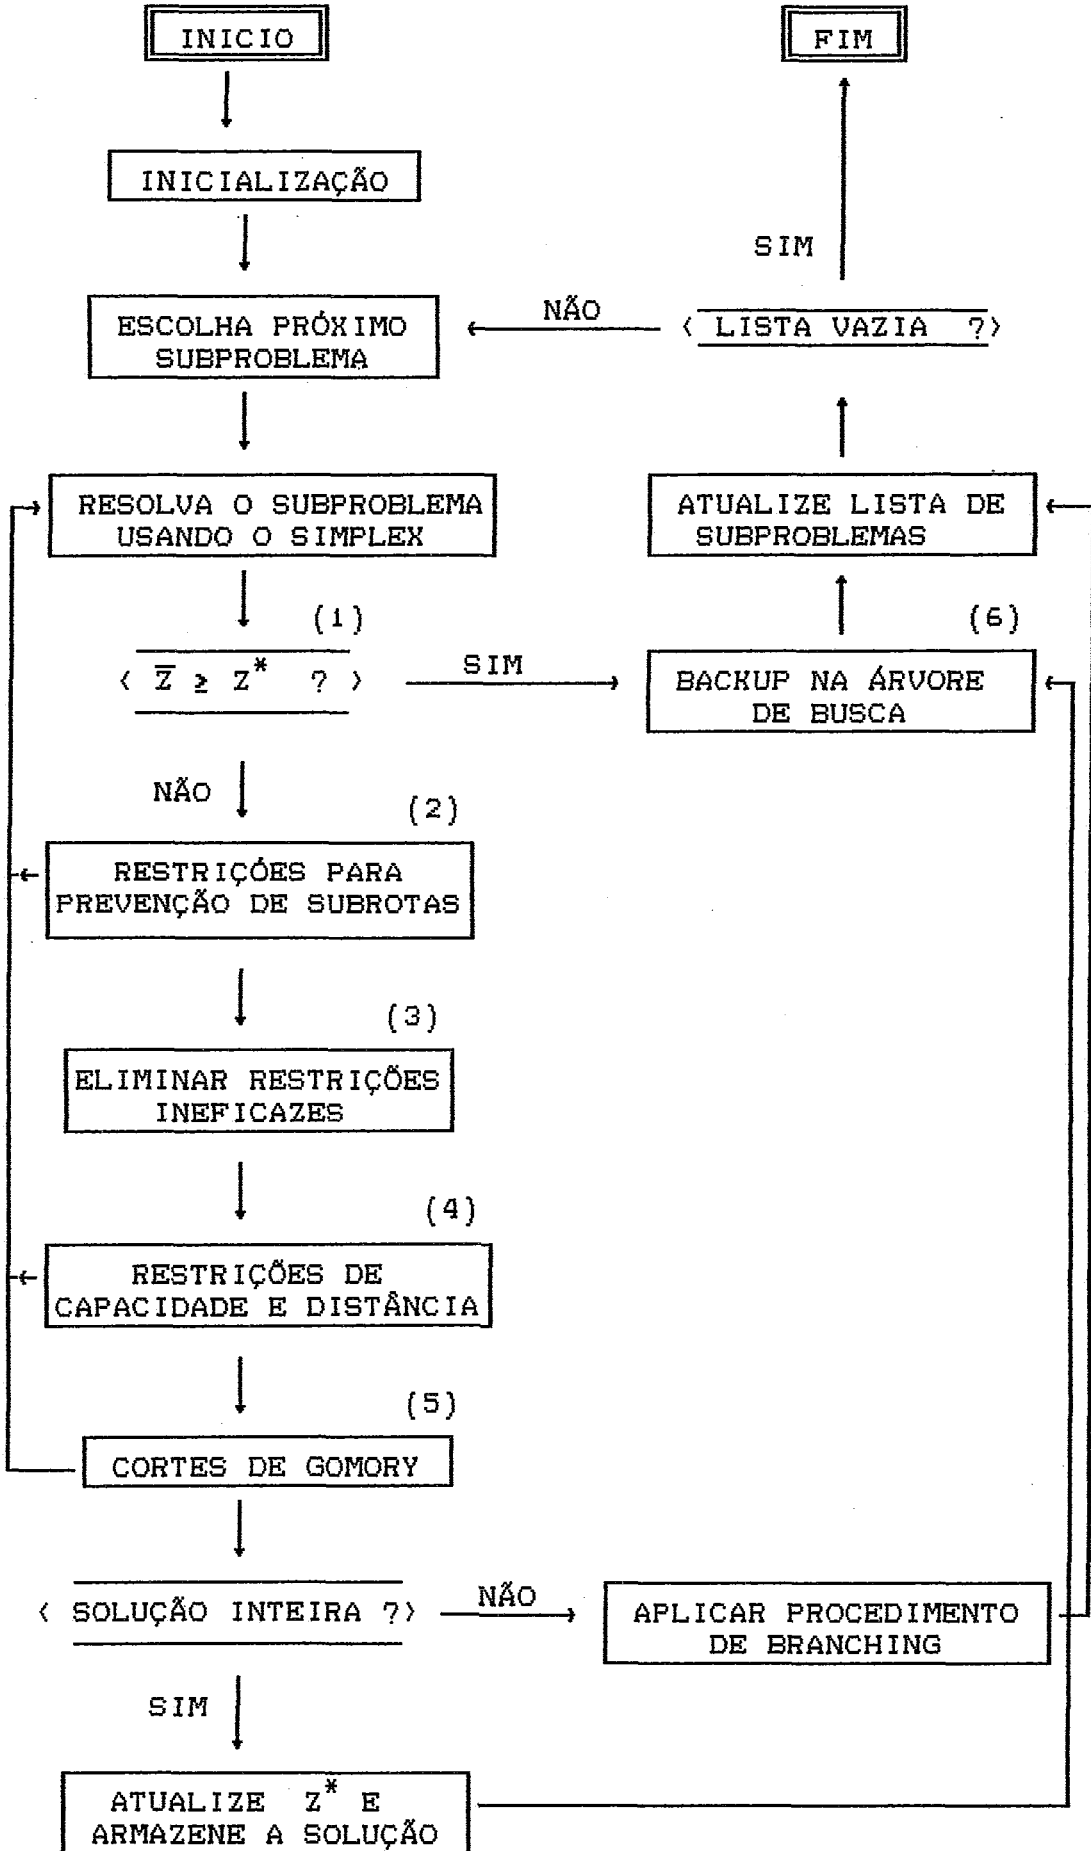 INICIO
FIM
INICIALIZAÇÃO
SIM
ESCOLHA PRÓXIMO
SUBPROBLEMA
NÃO
< LISTA VAZIA ?>
RESOLVA O SUBPROBLEMA
USANDO O SIMPLEX
ATUALIZE LISTA DE
SUBPROBLEMAS
(1)
< Z̅ ≥ Z* ? >
SIM
(6)
BACKUP NA ÁRVORE
DE BUSCA
NÃO
(2)
RESTRIÇÓES PARA
PREVENÇÃO DE SUBROTAS
(3)
ELIMINAR RESTRIÇÕES
INEFICAZES
(4)
RESTRIÇÕES DE
CAPACIDADE E DISTÂNCIA
(5)
CORTES DE GOMORY
< SOLUÇÃO INTEIRA ?>
NÃO
APLICAR PROCEDIMENTO
DE BRANCHING
SIM
ATUALIZE Z* E
ARMAZENE A SOLUÇÃO